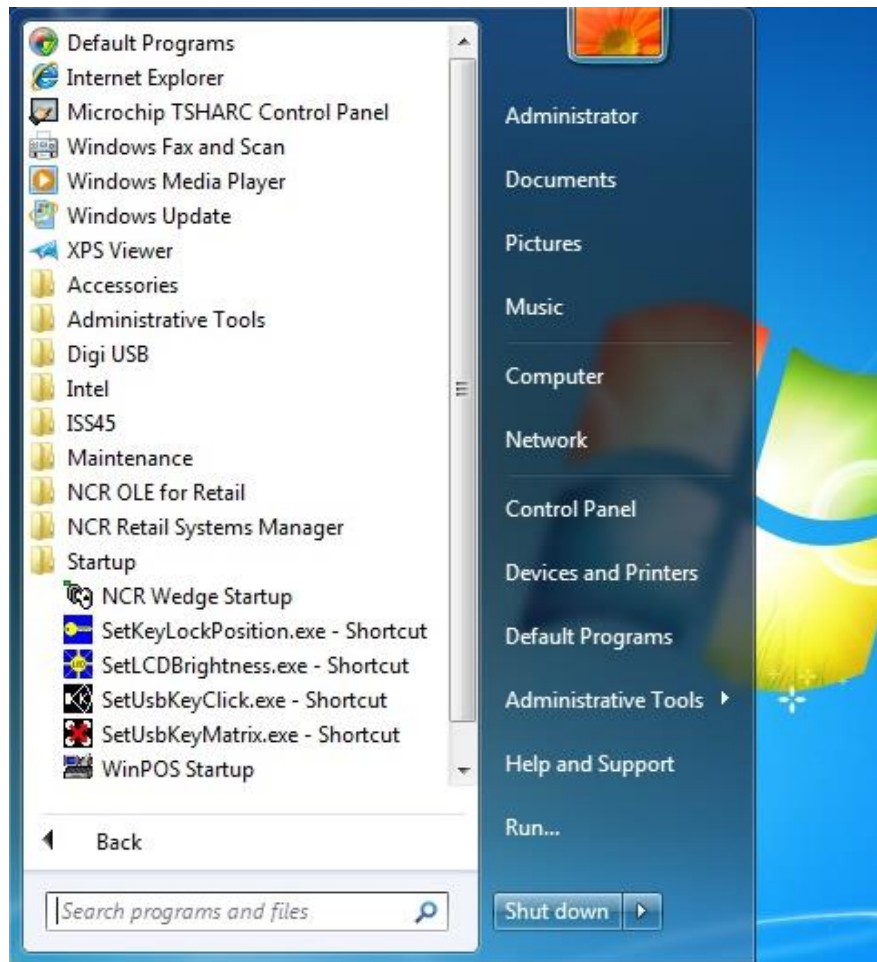 Default Programs
Internet Explorer
Microchip TSHARC Control Panel
Windows Fax and Scan
Windows Media Player
Windows Update
XPS Viewer
Accessories
Administrative Tools
Digi USB
Intel
ISS45
Maintenance
NCR OLE for Retail
NCR Retail Systems Manager
Startup
NCR Wedge Startup
SetKeyLockPosition.exe - Shortcut
SetLCDBrightness.exe - Shortcut
SetUsbKeyClick.exe - Shortcut
SetUsbKeyMatrix.exe - Shortcut
WinPOS Startup
Back
Search programs and files
Administrator
Documents
Pictures
Music
Computer
Network
Control Panel
Devices and Printers
Default Programs
Administrative Tools
Help and Support
Run...
Shut down